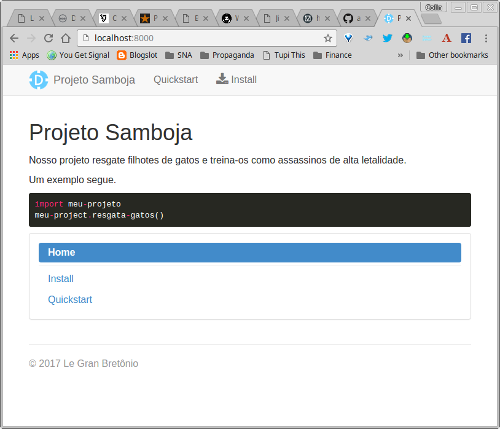 Colin
L
D
C
P
E
V
Ji
h
a
P
localhost:8000
Apps
You Get Signal
Blogslot
SNA
Propaganda
Tupi This
Finance
»
Other bookmarks
Projeto Samboja
Quickstart
Install
Projeto Samboja
Nosso projeto resgate filhotes de gatos e treina-os como assassinos de alta letalidade.
Um exemplo segue.
import meu-projeto
meu-project.resgata-gatos()
Home
Install
Quickstart
© 2017 Le Gran Bretônio